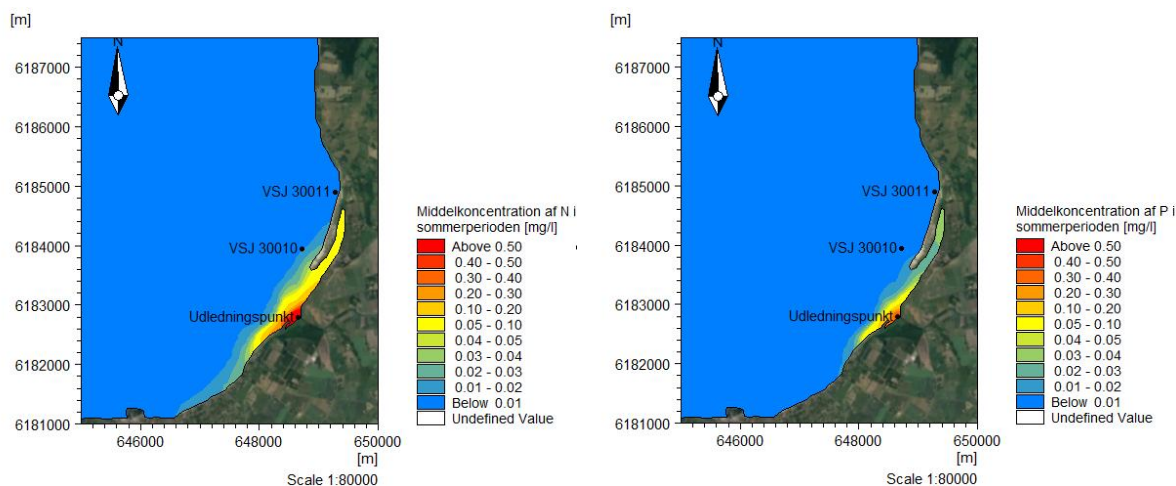 [m]
N
6187000
6186000
6185000
6184000
6183000
6182000
6181000
VSJ 30011
VSJ 30010
Udledningspunkt
646000 648000 650000
[m]
Scale 1:80000
Middelkoncentration af N i
sommerperioden [mg/l]
Above 0.50
0.40 - 0.50
0.30 - 0.40
0.20 - 0.30
0.10 - 0.20
0.05 - 0.10
0.04 - 0.05
0.03 - 0.04
0.02 - 0.03
0.01 - 0.02
Below 0.01
Undefined Value
[m]
N
6187000
6186000
6185000
6184000
6183000
6182000
6181000
VSJ 30011
VSJ 30010
Udledningspunkt
646000 648000 650000
[m]
Scale 1:80000
Middelkoncentration af P i
sommerperioden [mg/l]
Above 0.50
0.40 - 0.50
0.30 - 0.40
0.20 - 0.30
0.10 - 0.20
0.05 - 0.10
0.04 - 0.05
0.03 - 0.04
0.02 - 0.03
0.01 - 0.02
Below 0.01
Undefined Value